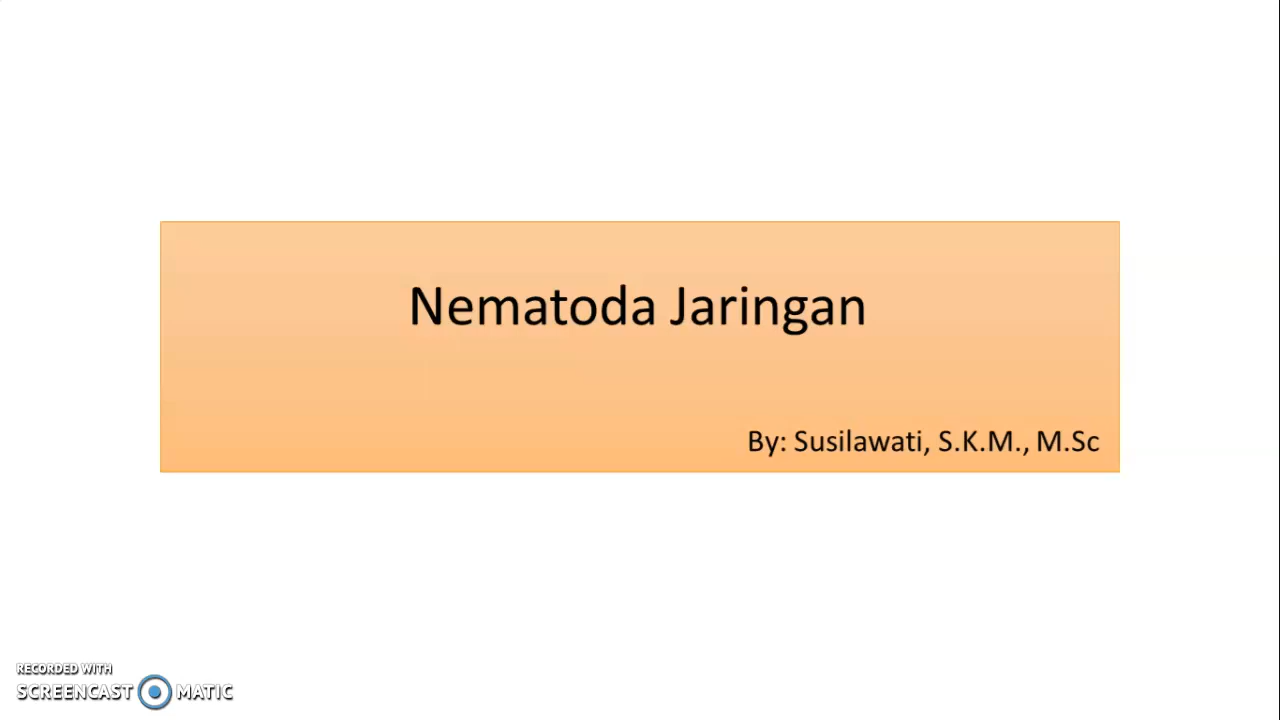 Nematoda Jaringan
By: Susilawati, S.K.M., M.Sc
RECORDED WITH
SCREENCAST MATIC